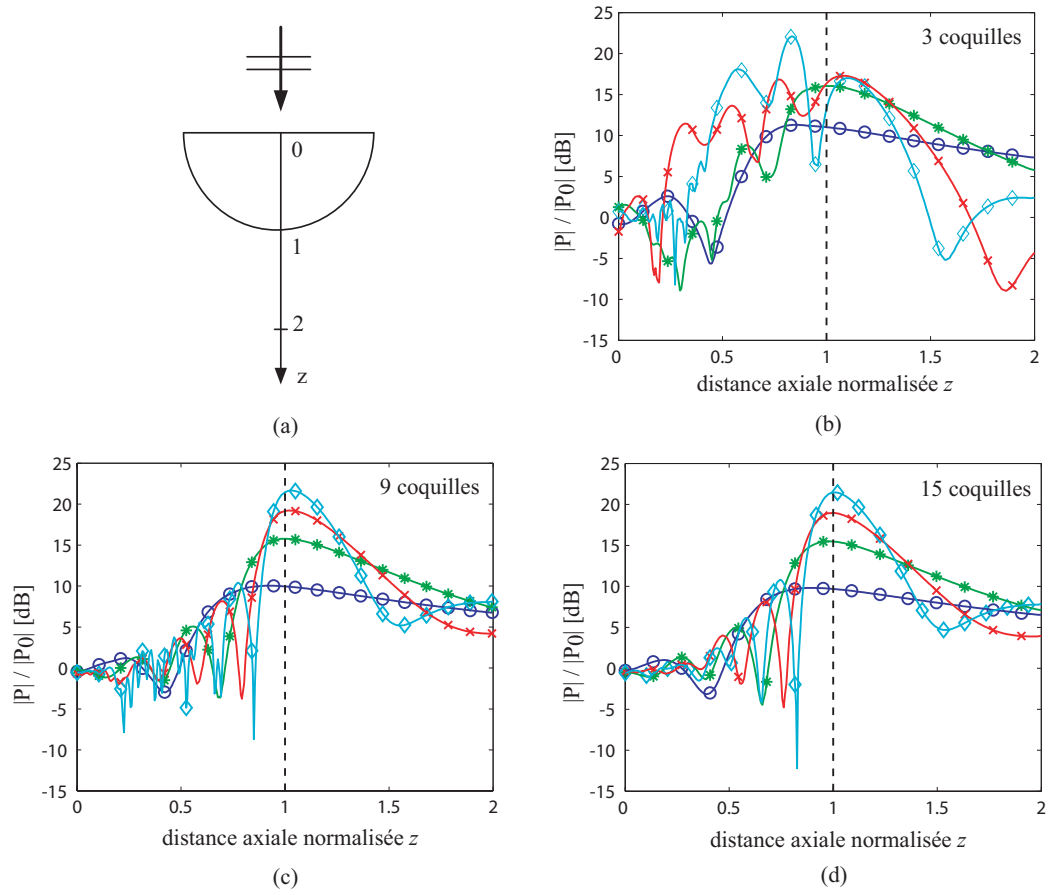 0
1
2
z
(a)
3 coquilles
25
20
15
10
5
0
-5
-10
-15
|P| / |P0| [dB]
0 0.5 1 1.5 2
distance axiale normalisée z
(b)
9 coquilles
25
20
15
10
5
0
-5
-10
-15
|P| / |P0| [dB]
0 0.5 1 1.5 2
distance axiale normalisée z
(c)
15 coquilles
25
20
15
10
5
0
-5
-10
-15
|P| / |P0| [dB]
0 0.5 1 1.5 2
distance axiale normalisée z
(d)